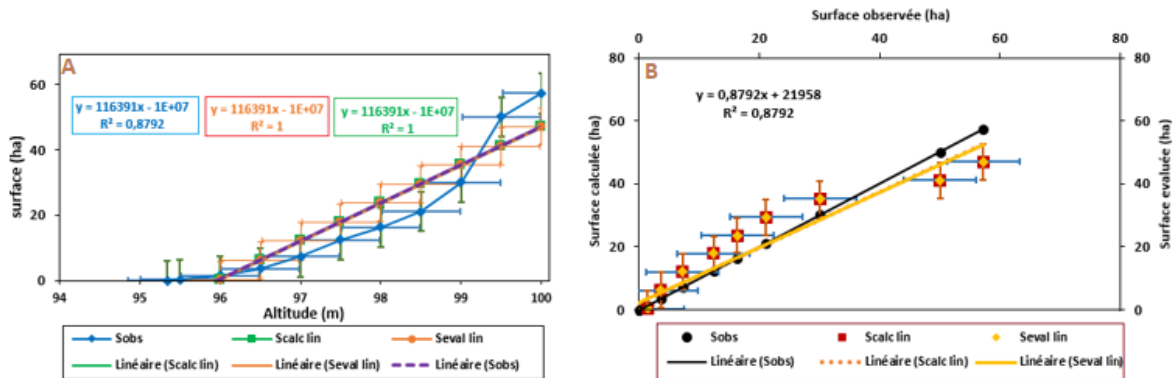 A
y = 116391x - 1E+07
R² = 0,8792
y = 116391x - 1E+07
R² = 1
y = 116391x - 1E+07
R² = 1
surface (ha)
60
40
20
0
94
95
96
97
98
99
100
Altitude (m)
Sobs
Scalc lin
Seval lin
Linéaire (Scalc lin)
Linéaire (Seval lin)
Linéaire (Sobs)
Surface observée (ha)
0
20
40
60
80
B
y = 0,8792x + 21958
R² = 0,8792
Surface calculée (ha)
80
60
40
20
0
80
60
40
20
0
Surface evaluée (ha)
Sobs
Scalc lin
Seval lin
Linéaire (Sobs)
Linéaire (Scalc lin)
Linéaire (Seval lin)